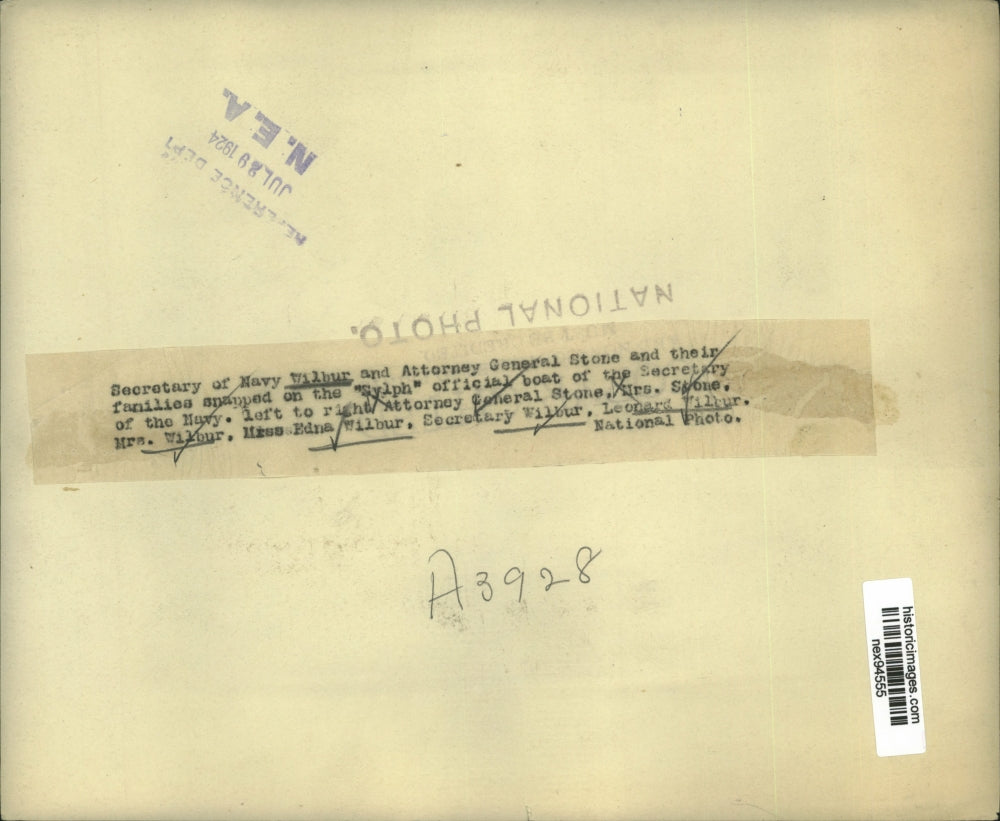 N.E.A.
JUL 29 1924
REFERENCE DEPT
NATIONAL PHOTO.
Secretary of Navy Wilbur and Attorney General Stone and their
families snapped on the "Sylph" official boat of the Secretary
of the Navy. left to right Attorney General Stone, Mrs. Stone,
Mrs. Wilbur, Miss Edna Wilbur, Secretary Wilbur, Leonard Wilbur.
National Photo.
A3928
historicimages.com
nex94555